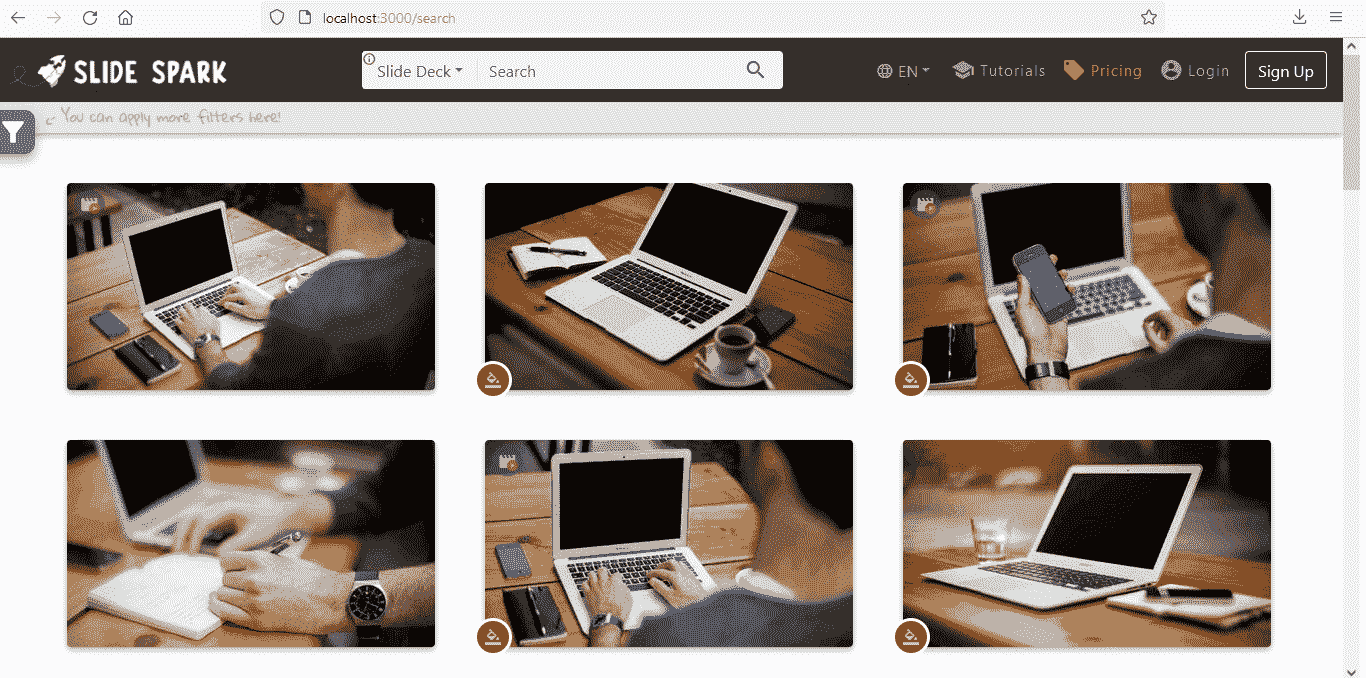 localhost:3000/search
SLIDE SPARK
Slide Deck
Search
EN
Tutorials
Pricing
Login
Sign Up
You can apply more filters here!